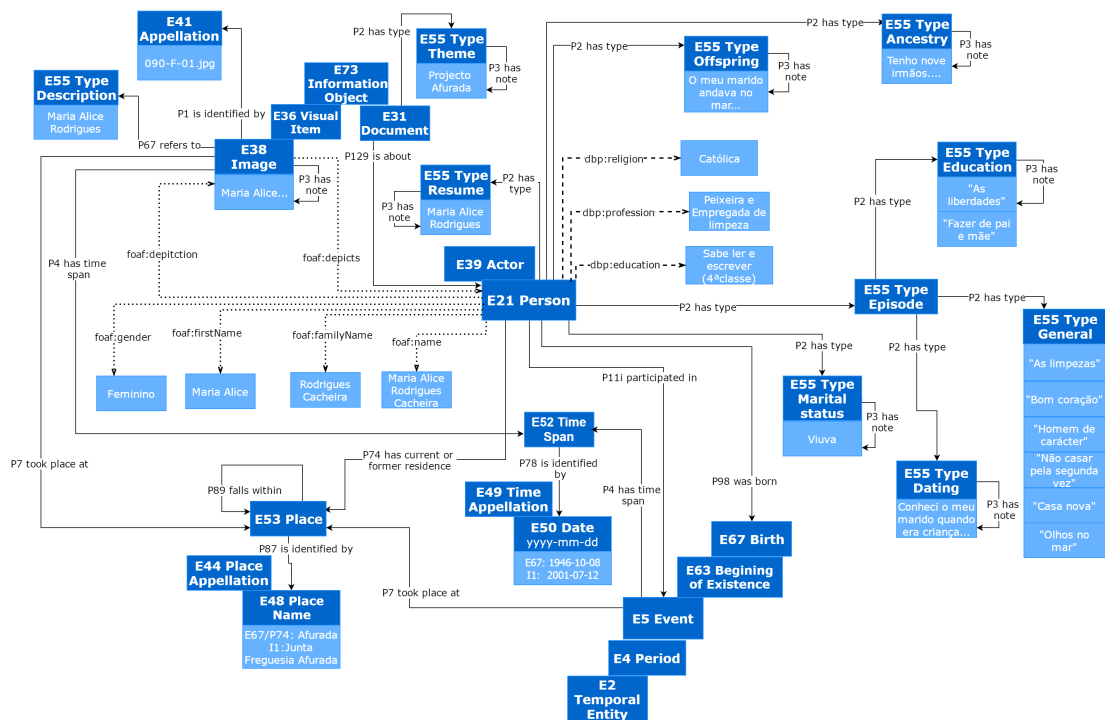 E41
Appellation
090-F-01.jpg
P2 has type
E55 Type
Theme
Projecto
Afurada
P3 has
note
P2 has type
E55 Type
Offspring
O meu marido
andava no
mar...
P3 has
note
P2 has type
E55 Type
Ancestry
Tenho nove
irmãos....
P3 has
note
E55 Type
Description
Maria Alice
Rodrigues
E73
Information
Object
E36 Visual
Item
E31
Document
P1 is identified by
P67 refers to
E38
Image
Maria Alice...
P3 has
note
P129 is about
E55 Type
Resume
Maria Alice
Rodrigues
P3 has
note
P2 has
type
dbp:religion
Católica
dbp:profession
Peixeira e
Empregada de
limpeza
dbp:education
Sabe ler e
escrever
(4ªclasse)
E55 Type
Education
"As
liberdades"
"Fazer de pai
e mãe"
P3 has
note
P2 has type
P4 has time
span
foaf:depitction
foaf:depicts
E39 Actor
E21 Person
P2 has type
E55 Type
Episode
P2 has type
E55 Type
General
"As limpezas"
"Bom coração"
"Homem de
carácter"
"Não casar
pela segunda
vez"
"Casa nova"
"Olhos no
mar"
foaf:gender
foaf:firstName
foaf:familyName
foaf:name
Feminino
Maria Alice
Rodrigues
Cacheira
Maria Alice
Rodrigues
Cacheira
P2 has type
P2 has type
P11i participated in
E55 Type
Marital
status
Viuva
P3 has
note
E52 Time
Span
P74 has current or
former residence
P78 is identified
by
P7 took place at
P89 falls within
E53 Place
E49 Time
Appellation
P4 has time
span
P98 was born
E55 Type
Dating
Conheci o meu
marido quando
era criança...
P3 has
note
E50 Date
yyyy-mm-dd
E67: 1946-10-08
I1: 2001-07-12
E67 Birth
P87 is identified by
E44 Place
Appellation
E63 Begining
of Existence
E48 Place
Name
E67/P74: Afurada
I1:Junta
Freguesia Afurada
P7 took place at
E5 Event
E4 Period
E2
Temporal
Entity